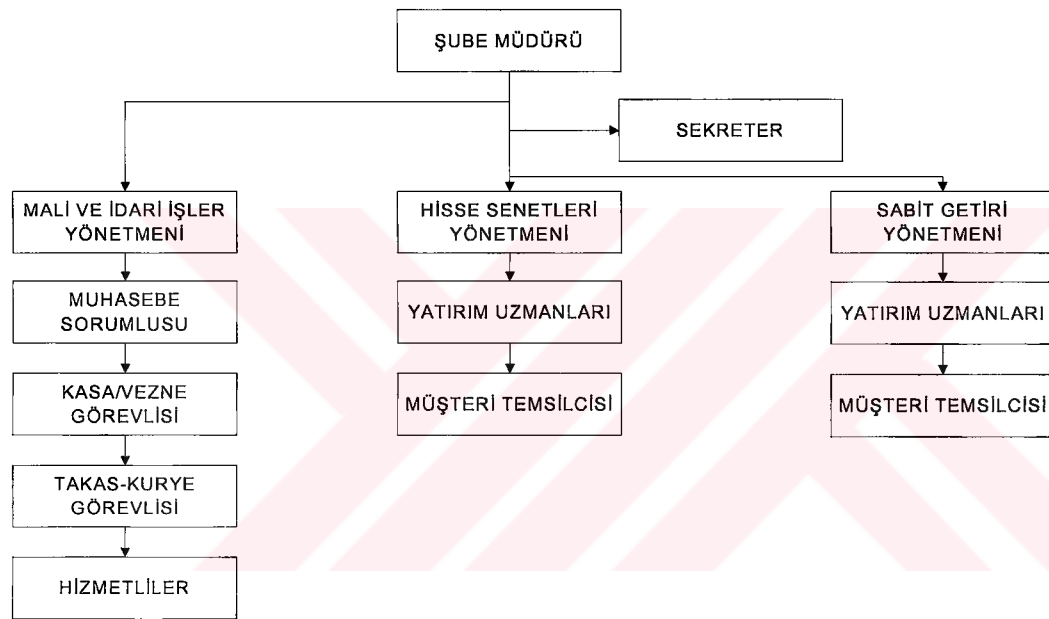 ŞUBE MÜDÜRÜ
SEKRETER
MALİ VE İDARİ İŞLER
YÖNETMENİ
HİSSE SENETLERİ
YÖNETMENİ
SABİT GETİRİ
YÖNETMENİ
MUHASEBE
SORUMLUSU
YATIRIM UZMANLARI
YATIRIM UZMANLARI
KASA/VEZNE
GÖREVLİSİ
MÜŞTERİ TEMSİLCİSİ
MÜŞTERİ TEMSİLCİSİ
TAKAS-KURYE
GÖREVLİSİ
HİZMETLİLER